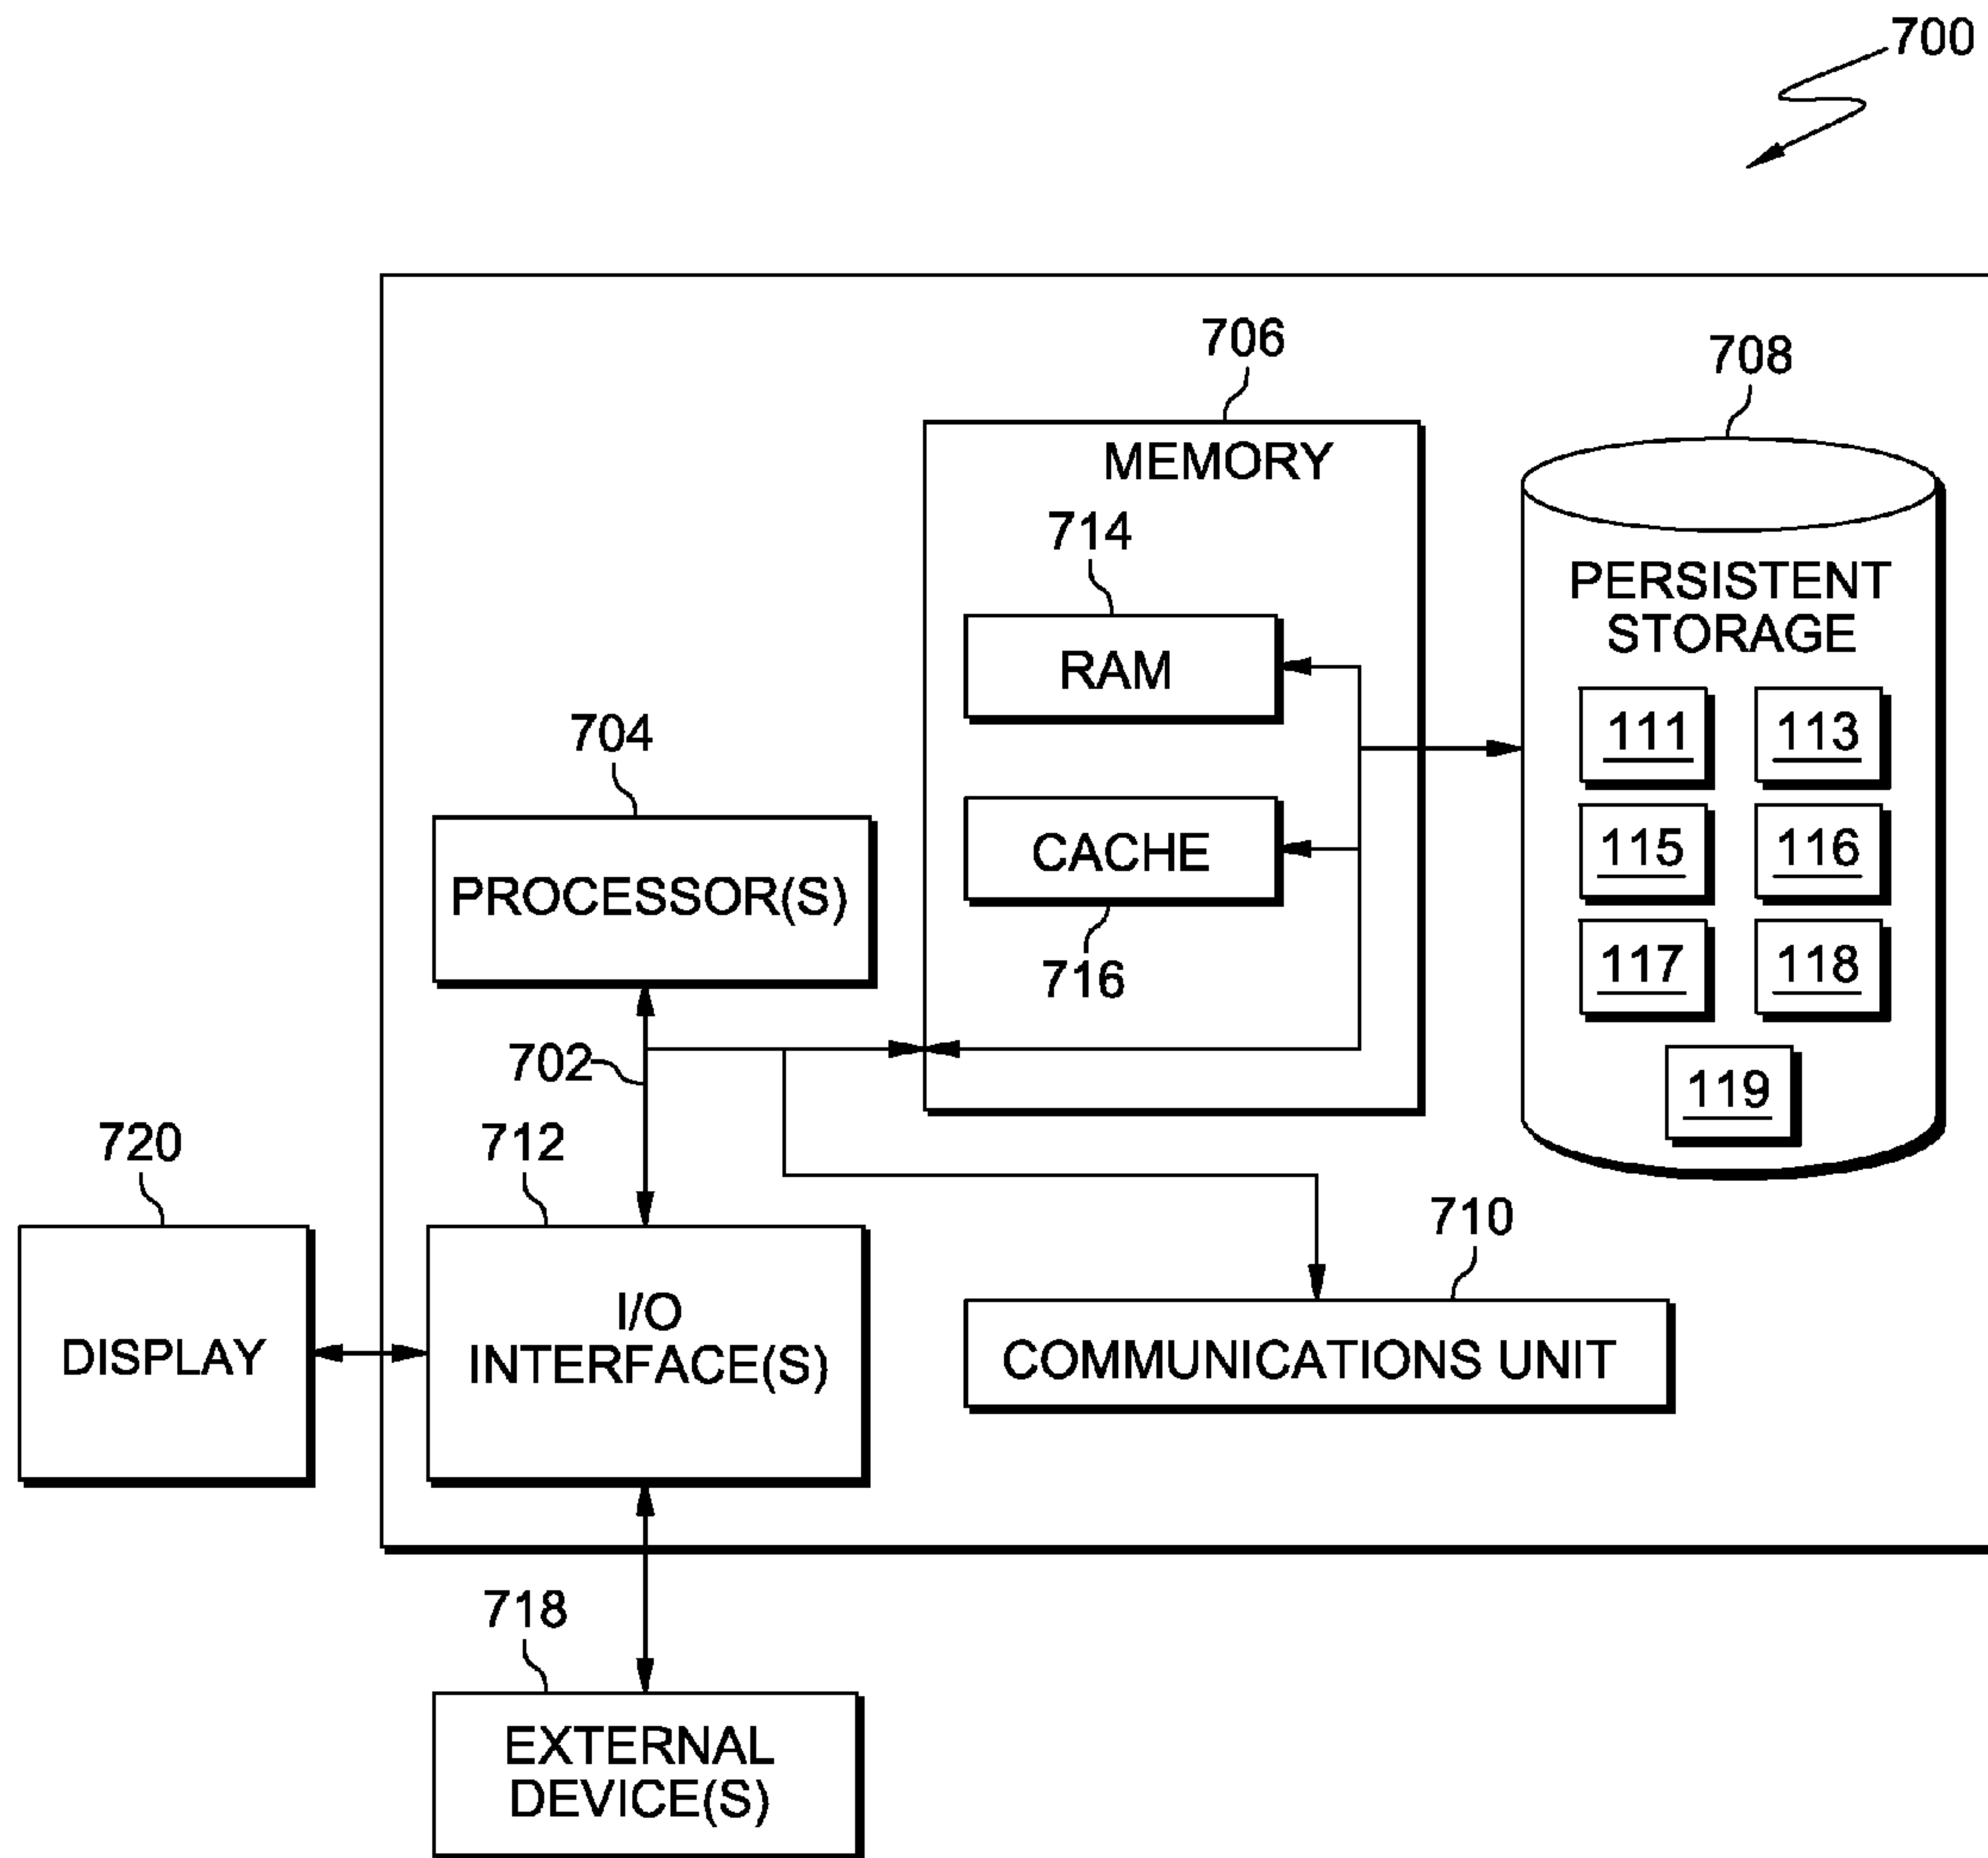 700
706
708
MEMORY
714
PERSISTENT
STORAGE
RAM
111
113
704
CACHE
115
116
PROCESSOR(S)
716
117
118
702
119
720
712
710
I/O
INTERFACE(S)
DISPLAY
COMMUNICATIONS UNIT
718
EXTERNAL
DEVICE(S)